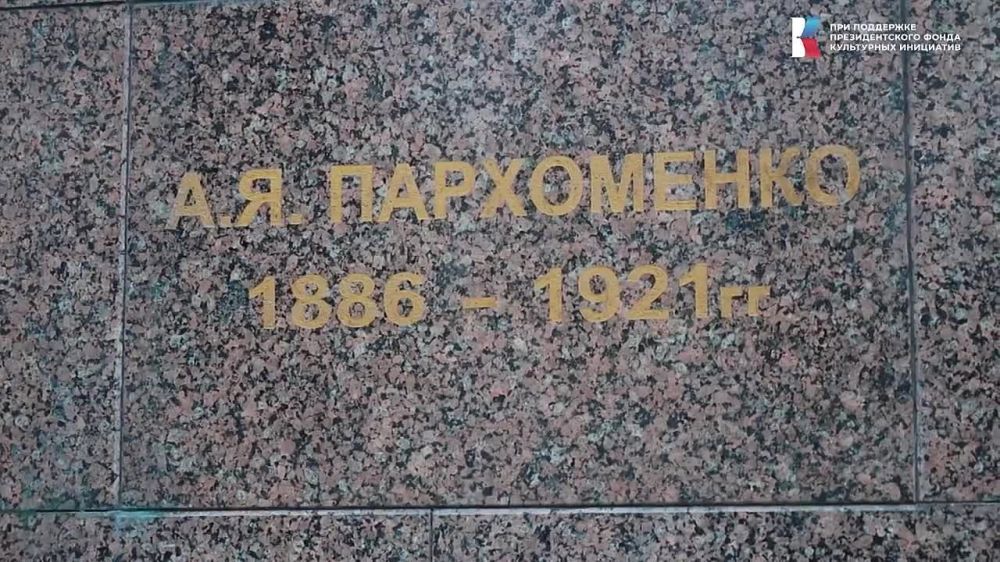 ПРИ ПОДДЕРЖКЕ
ПРЕЗИДЕНТСКОГО ФОНДА
КУЛЬТУРНЫХ ИНИЦИАТИВ
А.Я. ПАРХОМЕНКО
1886 – 1921гг